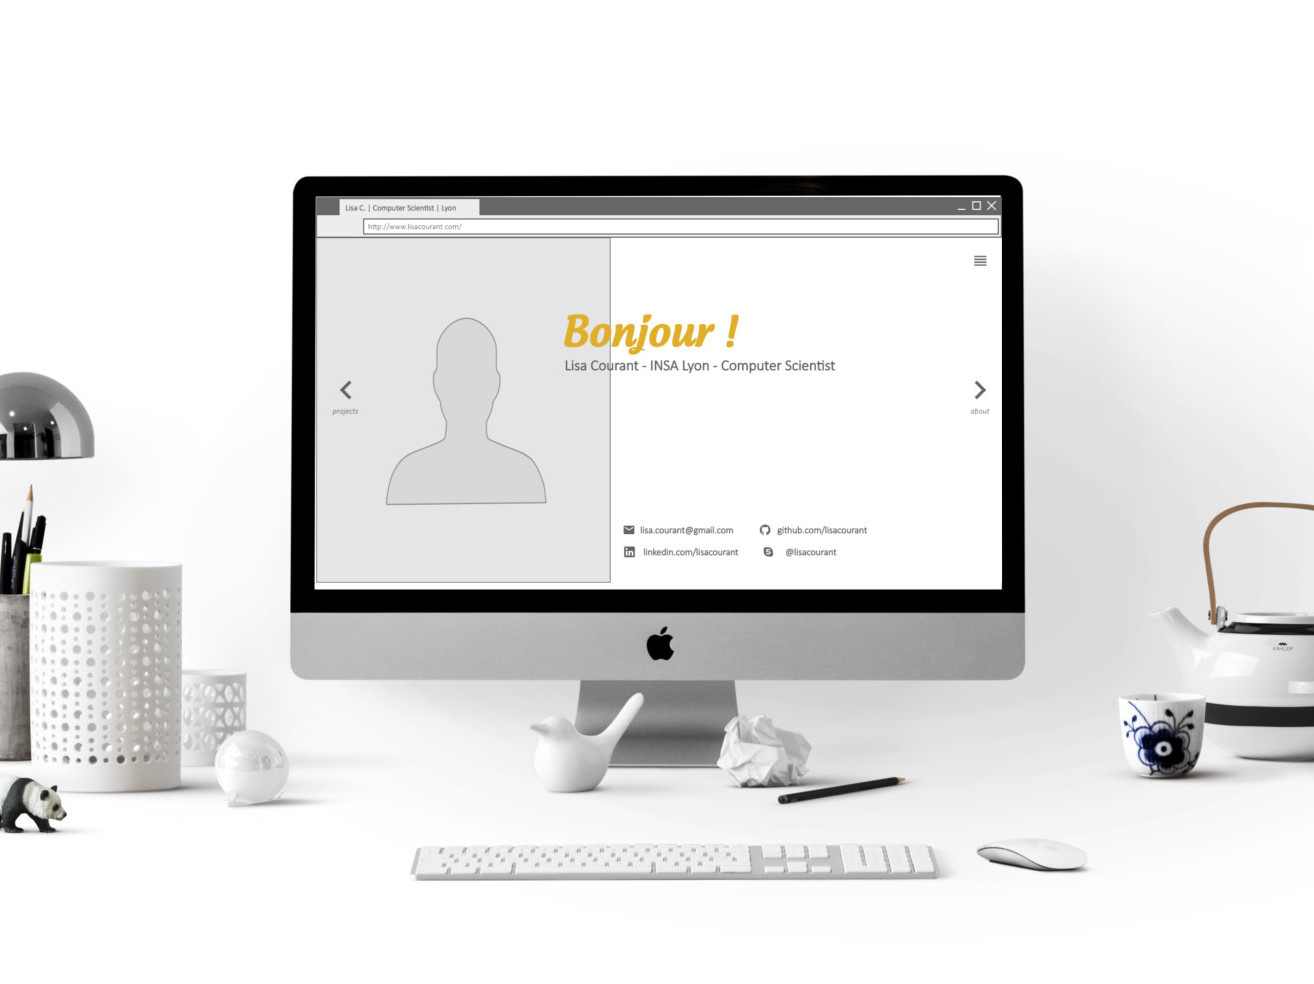 Lisa C. | Computer Scientist | Lyon
http://www.lisacourant.com/
Bonjour !
Lisa Courant - INSA Lyon - Computer Scientist
projects
about
lisa.courant@gmail.com
github.com/lisacourant
linkedin.com/lisacourant
@lisacourant
KÄHLER